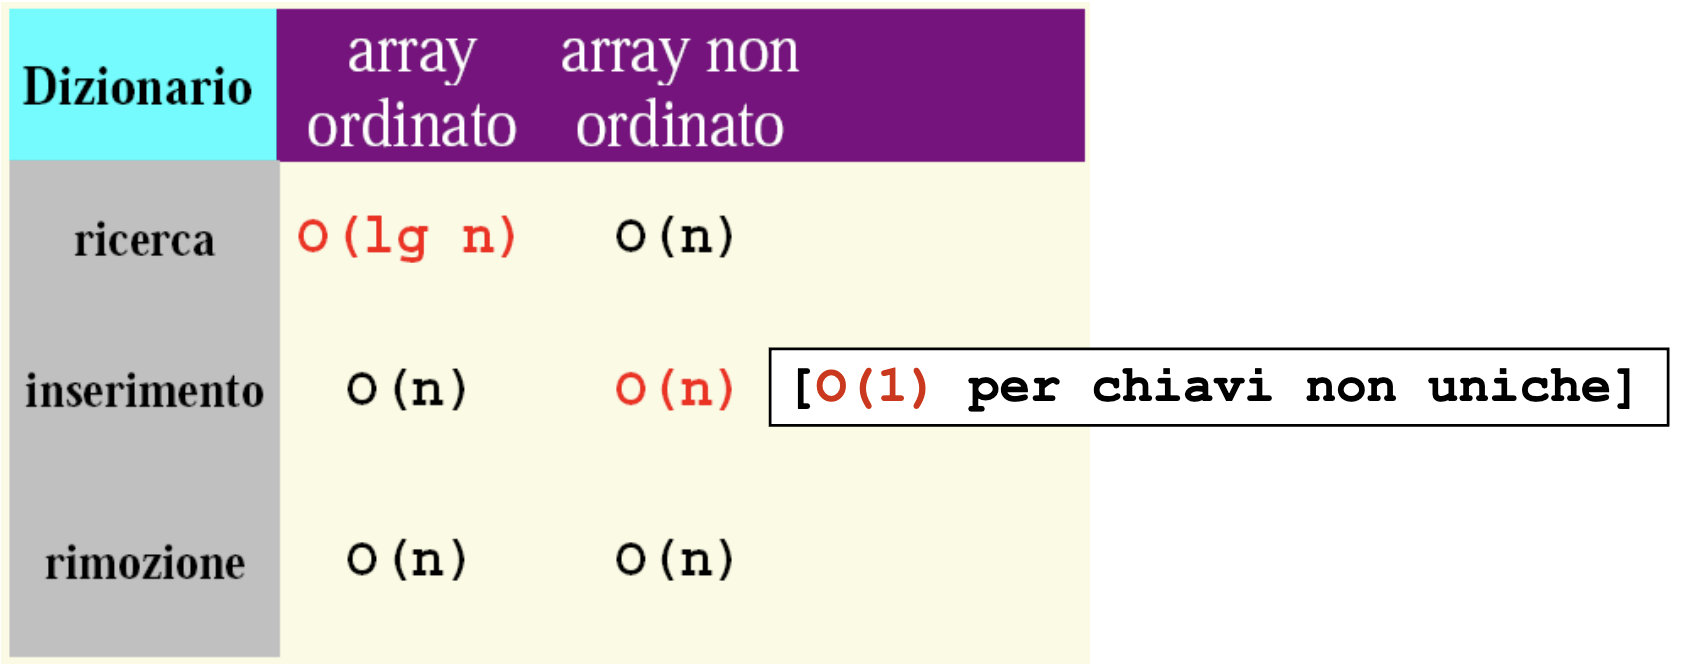 Dizionario
array ordinato
array non ordinato
ricerca O(lg n) O(n)
inserimento O(n) O(n) [O(1) per chiavi non uniche]
rimozione O(n) O(n)